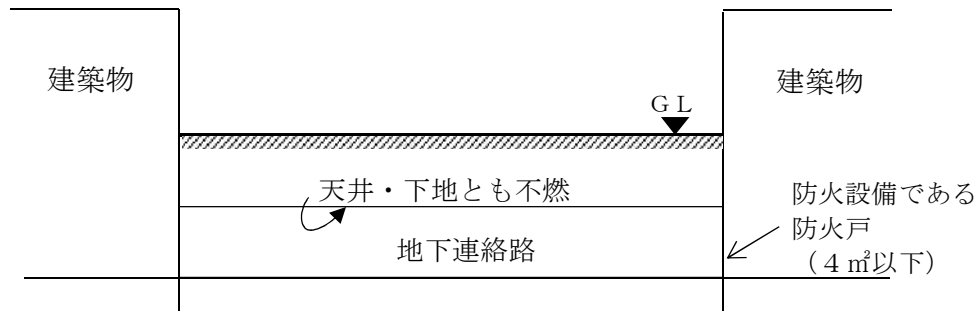 建築物
建築物
ＧＬ
天井・下地とも不燃
地下連絡路
防火設備である
防火戸
（４㎡以下）